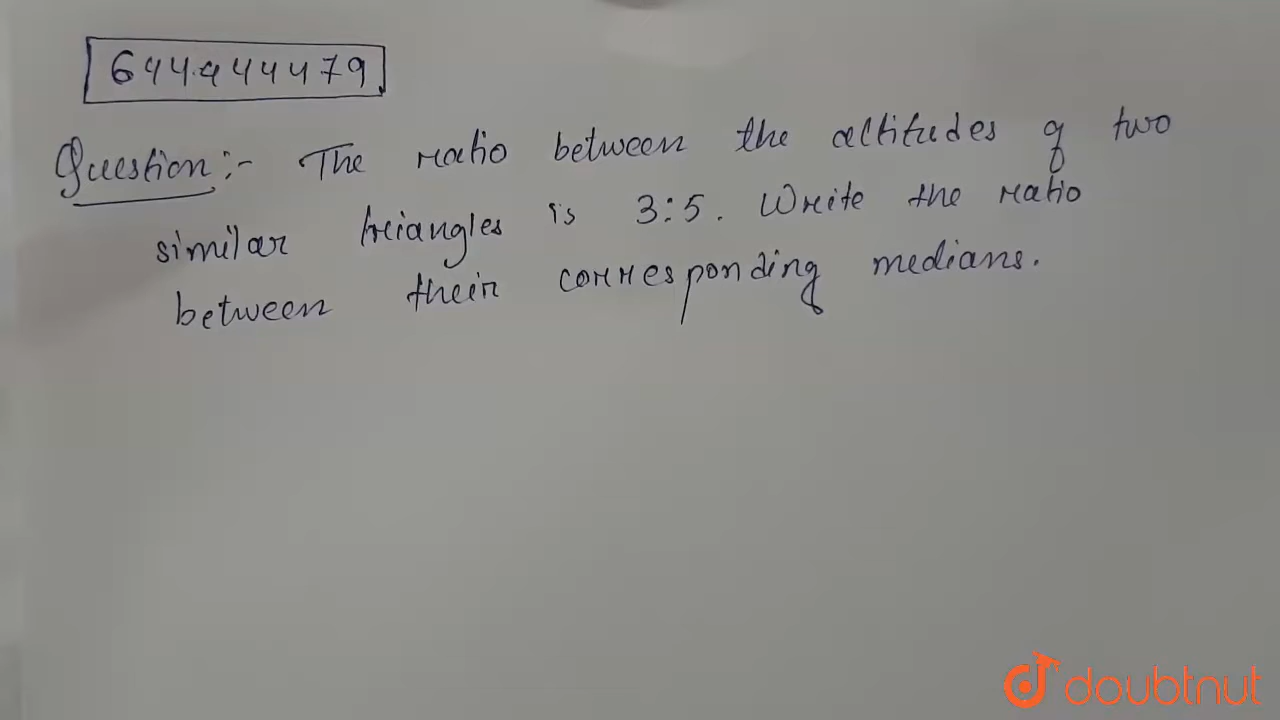 644444479
Question:- The ratio between the altitudes of two
similar triangles is 3:5. Write the ratio
between their corresponding medians.
doubtnut